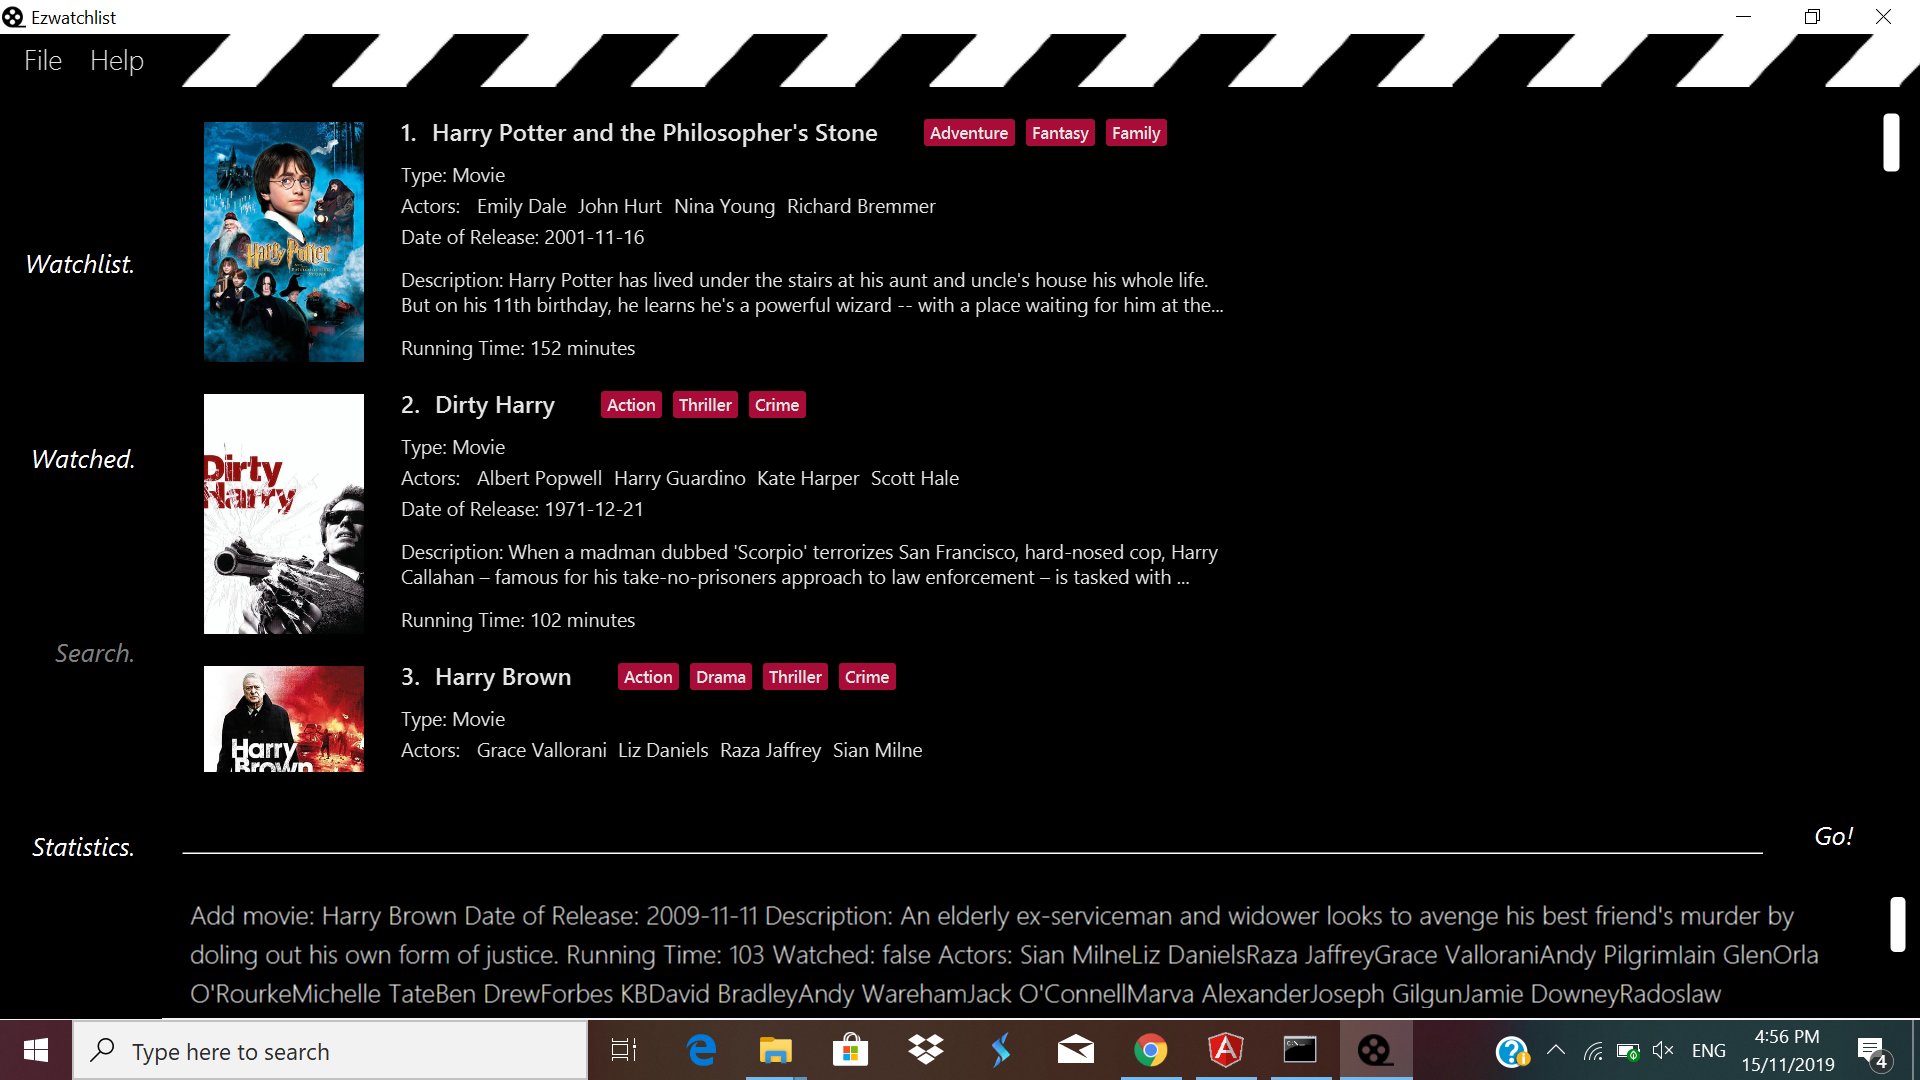 Ezwatchlist
File Help
Harry Potter
1. Harry Potter and the Philosopher's Stone Adventure Fantasy Family
Type: Movie
Actors: Emily Dale John Hurt Nina Young Richard Bremmer
Date of Release: 2001-11-16
Description: Harry Potter has lived under the stairs at his aunt and uncle's house his whole life.
But on his 11th birthday, he learns he's a powerful wizard -- with a place waiting for him at the...
Running Time: 152 minutes
Watchlist.
Dirty
Harry
2. Dirty Harry Action Thriller Crime
Type: Movie
Actors: Albert Popwell Harry Guardino Kate Harper Scott Hale
Date of Release: 1971-12-21
Description: When a madman dubbed 'Scorpio' terrorizes San Francisco, hard-nosed cop, Harry
Callahan – famous for his take-no-prisoners approach to law enforcement – is tasked with ...
Running Time: 102 minutes
Watched.
Search.
Harry
Brown
3. Harry Brown Action Drama Thriller Crime
Type: Movie
Actors: Grace Vallorani Liz Daniels Raza Jaffrey Sian Milne
Statistics.
Go!
Add movie: Harry Brown Date of Release: 2009-11-11 Description: An elderly ex-serviceman and widower looks to avenge his best friend's murder by
doling out his own form of justice. Running Time: 103 Watched: false Actors: Sian MilneLiz DanielsRaza JaffreyGrace ValloraniAndy PilgrimIain GlenOrla
O'RourkeMichelle TateBen DrewForbes KBDavid BradleyAndy WarehamJack O'ConnellMarva AlexanderJoseph GilgunJamie DowneyRadoslaw
Type here to search
ENG
4:56 PM
15/11/2019
4